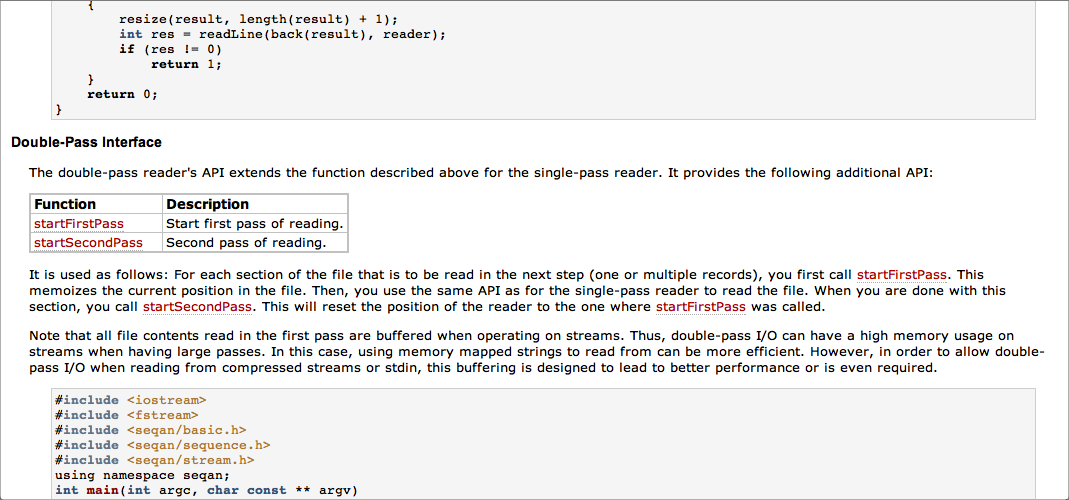 {
resize(result, length(result) + 1);
int res = readLine(back(result), reader);
if (res != 0)
return 1;
}
return 0;
}
Double-Pass Interface
The double-pass reader's API extends the function described above for the single-pass reader. It provides the following additional API:
Function Description
startFirstPass Start first pass of reading.
startSecondPass Second pass of reading.
It is used as follows: For each section of the file that is to be read in the next step (one or multiple records), you first call startFirstPass. This
memoizes the current position in the file. Then, you use the same API as for the single-pass reader to read the file. When you are done with this
section, you call startSecondPass. This will reset the position of the reader to the one where startFirstPass was called.
Note that all file contents read in the first pass are buffered when operating on streams. Thus, double-pass I/O can have a high memory usage on
streams when having large passes. In this case, using memory mapped strings to read from can be more efficient. However, in order to allow double-
pass I/O when reading from compressed streams or stdin, this buffering is designed to lead to better performance or is even required.
#include <iostream>
#include <fstream>
#include <seqan/basic.h>
#include <seqan/sequence.h>
#include <seqan/stream.h>
using namespace seqan;
int main(int argc, char const ** argv)